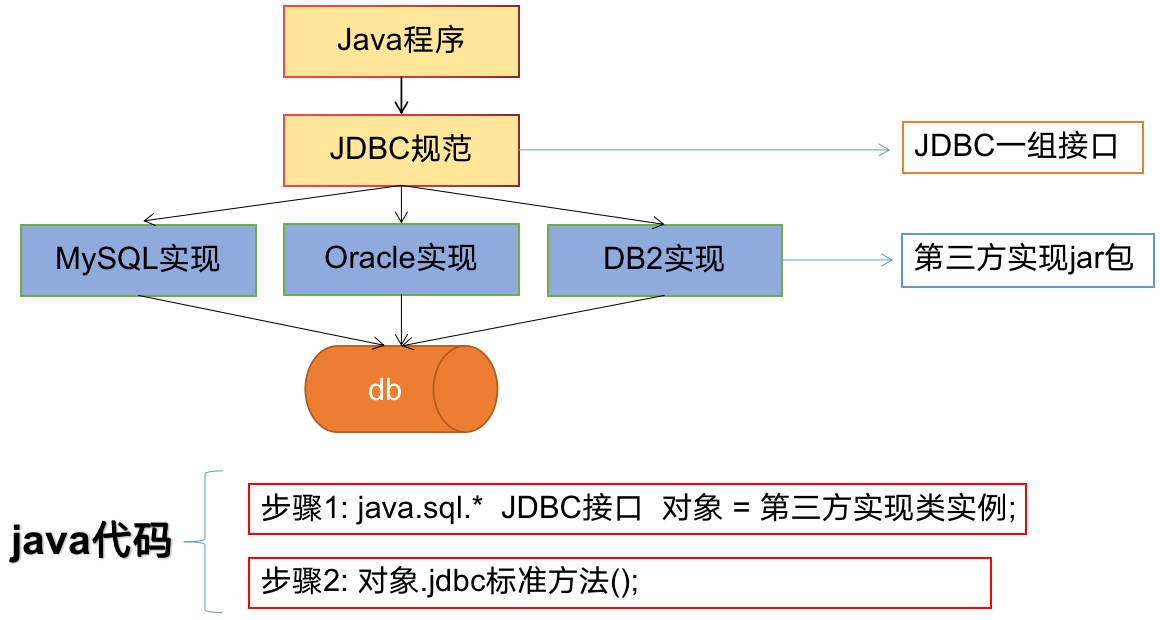 Java程序
JDBC规范
JDBC一组接口
MySQL实现
Oracle实现
DB2实现
第三方实现jar包
db
java代码
步骤1: java.sql.*  JDBC接口  对象 = 第三方实现类实例;
步骤2: 对象.jdbc标准方法();